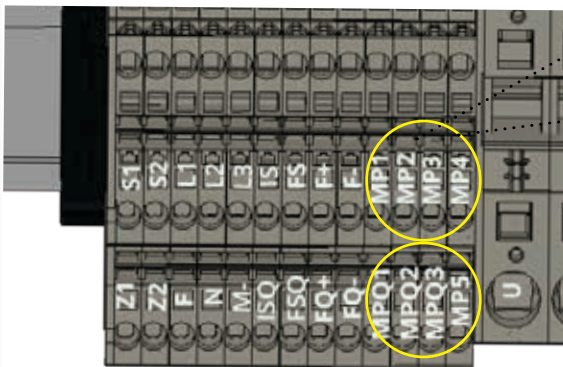 S1 S2 L1 L2 L3 IS FS F+ F- MP1 MP2 MP3 MP4
Z1 Z2 F N M- ISQ FSQ FQ+ FQ- MPQ1 MPQ2 MPQ3 MP5
U